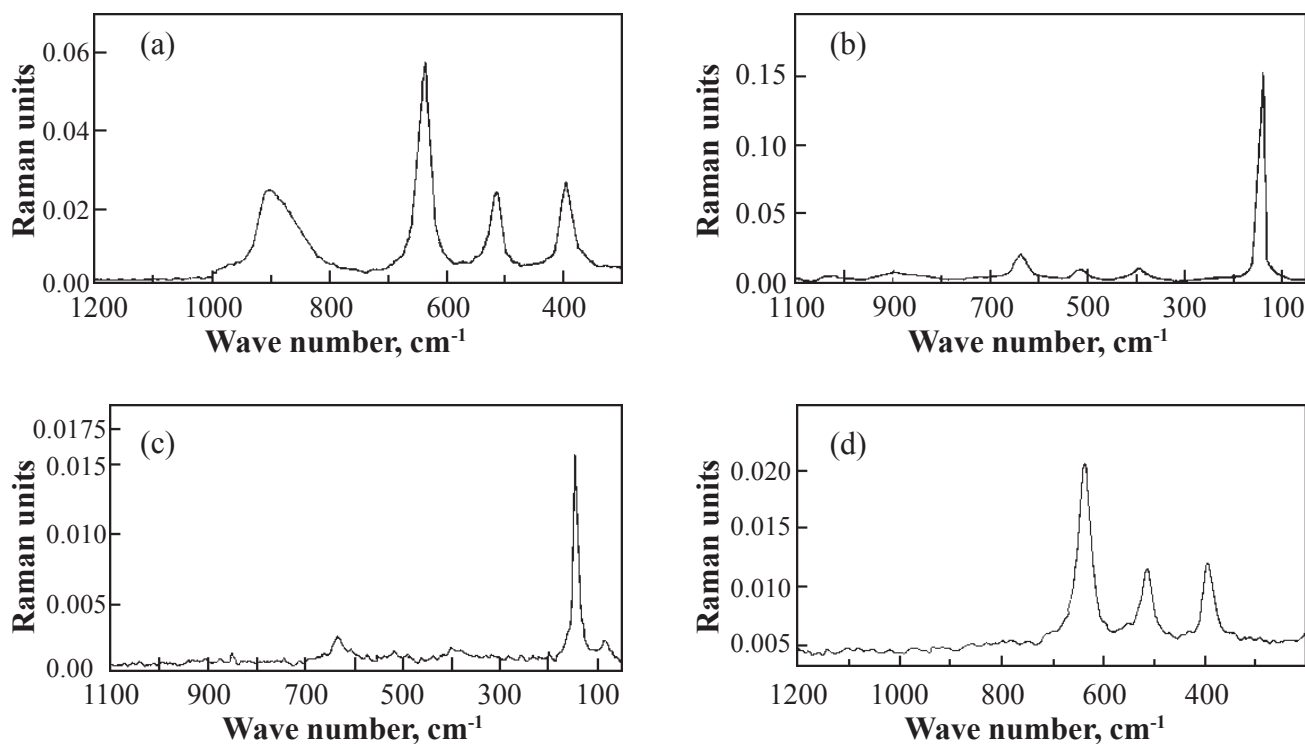 (a)
Raman units
0.06
0.04
0.02
0.00
1200 1000 800 600 400
Wave number, cm-1
(b)
Raman units
0.15
0.10
0.05
0.00
1100 900 700 500 300 100
Wave number, cm-1
(c)
Raman units
0.0175
0.015
0.010
0.005
0.00
1100 900 700 500 300 100
Wave number, cm-1
(d)
Raman units
0.020
0.015
0.010
0.005
1200 1000 800 600 400
Wave number, cm-1